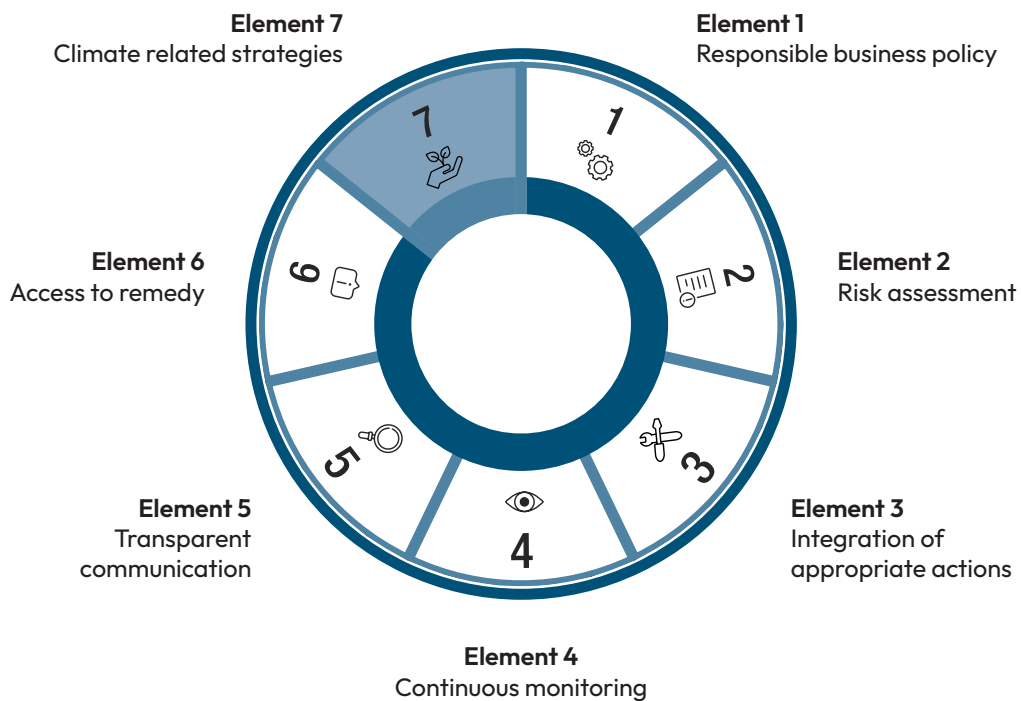 Element 7
Climate related strategies
Element 1
Responsible business policy
7
1
Element 6
Access to remedy
6
2
Element 2
Risk assessment
5
3
4
Element 5
Transparent
communication
Element 3
Integration of
appropriate actions
Element 4
Continuous monitoring